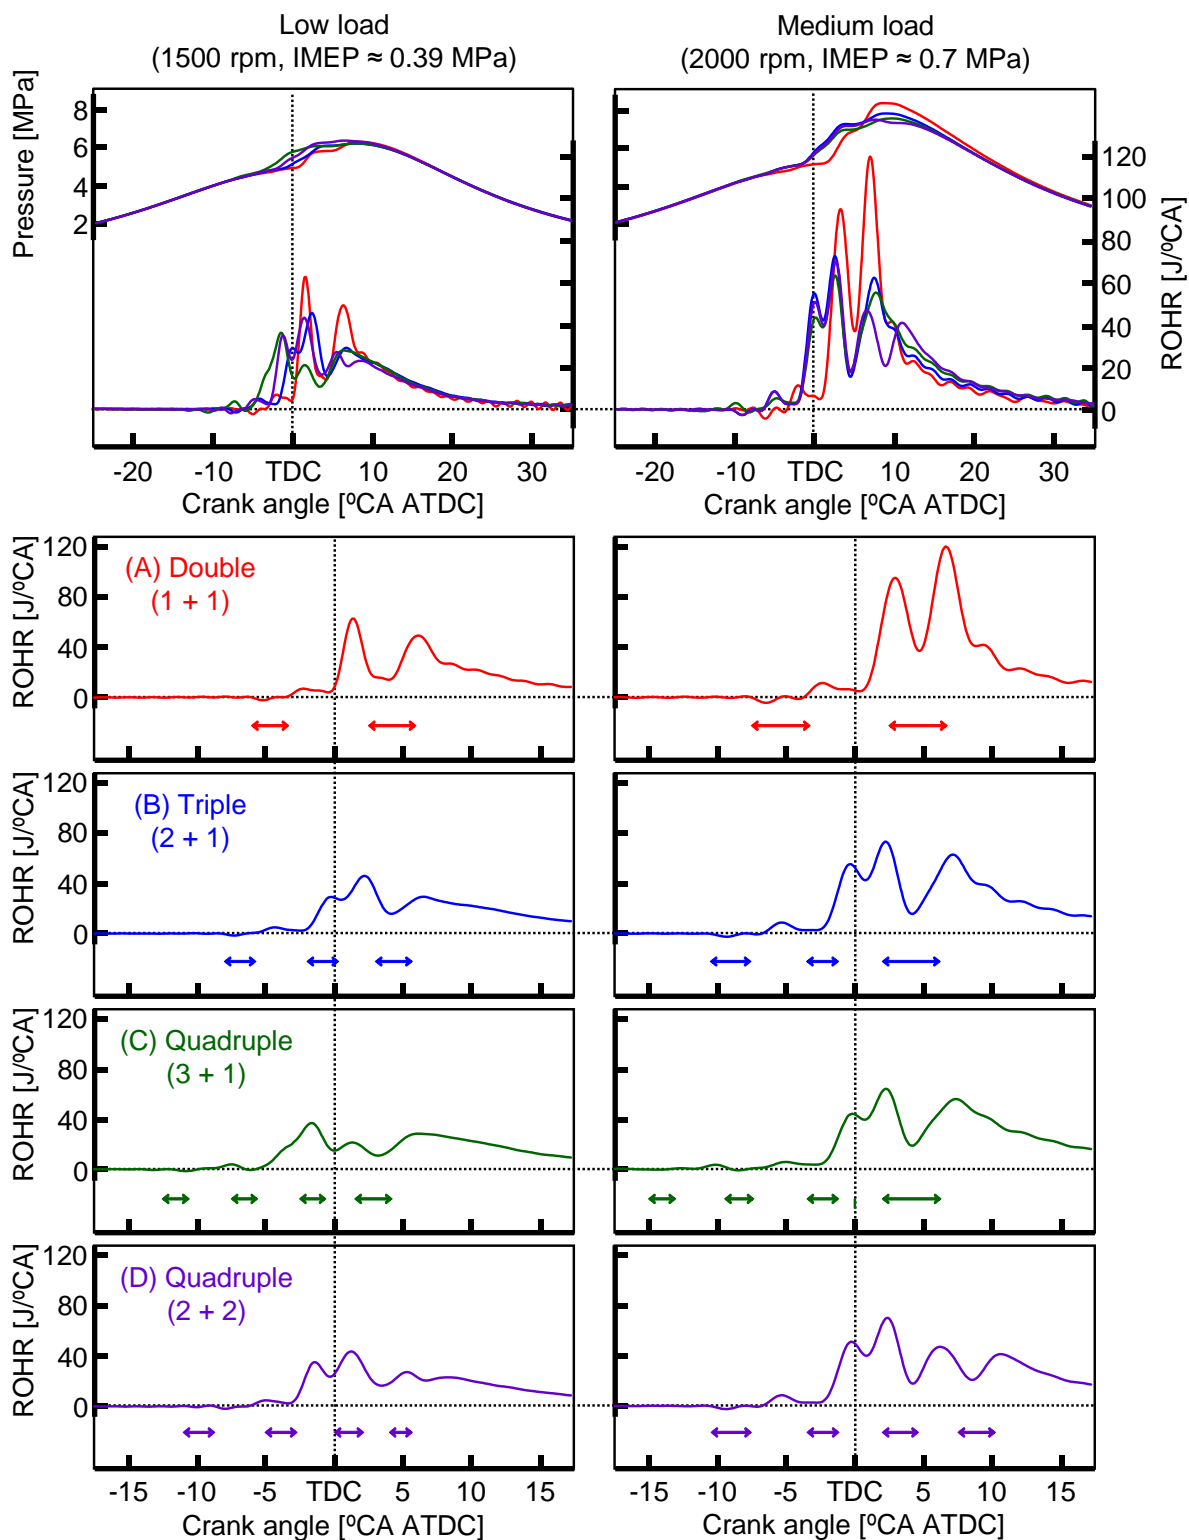 Low load
(1500 rpm, IMEP ≈ 0.39 MPa)
Medium load
(2000 rpm, IMEP ≈ 0.7 MPa)
Pressure [MPa]
8
6
4
2
120
100
80
60
40
20
0
ROHR [J/ºCA]
-20 -10 TDC 10 20 30
Crank angle [ºCA ATDC]
-20 -10 TDC 10 20 30
Crank angle [ºCA ATDC]
ROHR [J/ºCA]
120
80
40
0
(A) Double
(1 + 1)
ROHR [J/ºCA]
120
80
40
0
(B) Triple
(2 + 1)
ROHR [J/ºCA]
120
80
40
0
(C) Quadruple
(3 + 1)
ROHR [J/ºCA]
120
80
40
0
(D) Quadruple
(2 + 2)
-15 -10 -5 TDC 5 10 15
Crank angle [ºCA ATDC]
-15 -10 -5 TDC 5 10 15
Crank angle [ºCA ATDC]